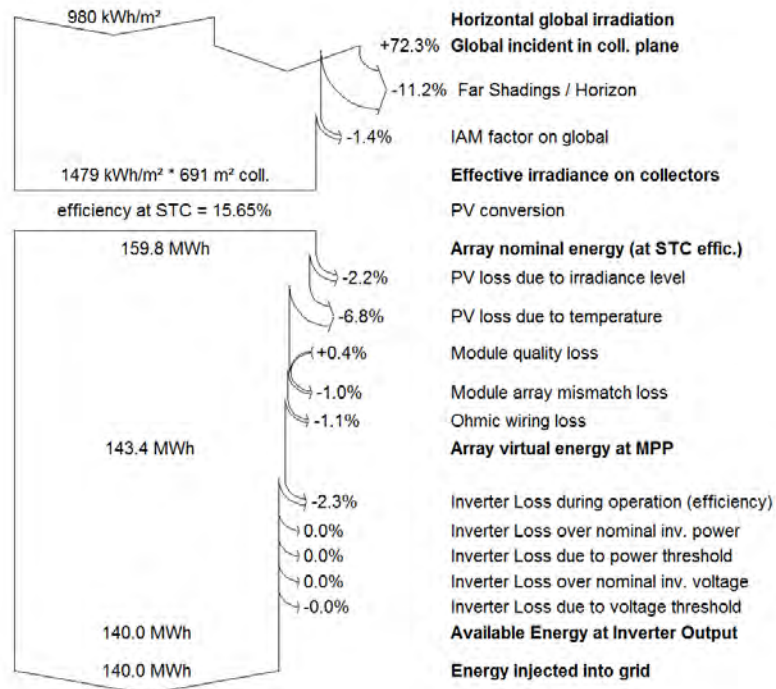 980 kWh/m² Horizontal global irradiation
+72.3% Global incident in coll. plane
-11.2% Far Shadings / Horizon
-1.4% IAM factor on global
1479 kWh/m² * 691 m² coll. Effective irradiance on collectors
efficiency at STC = 15.65% PV conversion
159.8 MWh Array nominal energy (at STC effic.)
-2.2% PV loss due to irradiance level
-6.8% PV loss due to temperature
+0.4% Module quality loss
-1.0% Module array mismatch loss
-1.1% Ohmic wiring loss
143.4 MWh Array virtual energy at MPP
-2.3% Inverter Loss during operation (efficiency)
0.0% Inverter Loss over nominal inv. power
0.0% Inverter Loss due to power threshold
0.0% Inverter Loss over nominal inv. voltage
-0.0% Inverter Loss due to voltage threshold
140.0 MWh Available Energy at Inverter Output
140.0 MWh Energy injected into grid